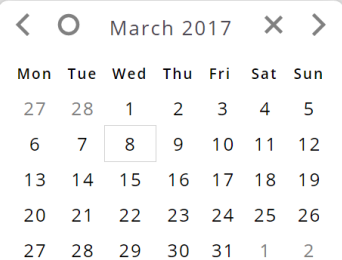 March 2017
Mon Tue Wed Thu Fri Sat Sun
27 28 1 2 3 4 5
6 7 8 9 10 11 12
13 14 15 16 17 18 19
20 21 22 23 24 25 26
27 28 29 30 31 1 2